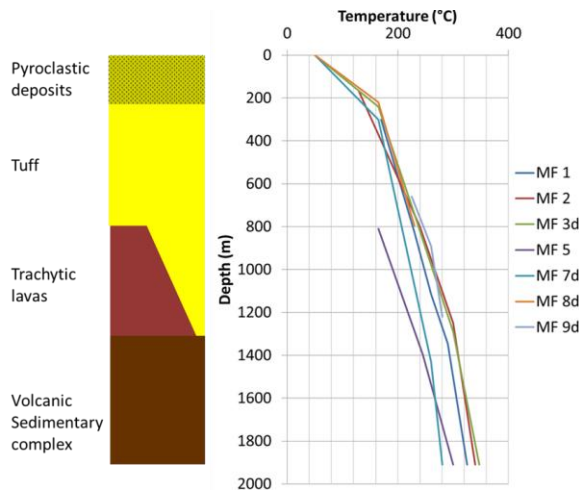 Temperature (°C)
0
200
400
Pyroclastic
deposits
Tuff
Trachytic
lavas
Volcanic
Sedimentary
complex
Depth (m)
0
200
400
600
800
1000
1200
1400
1600
1800
2000
MF 1
MF 2
MF 3d
MF 5
MF 7d
MF 8d
MF 9d